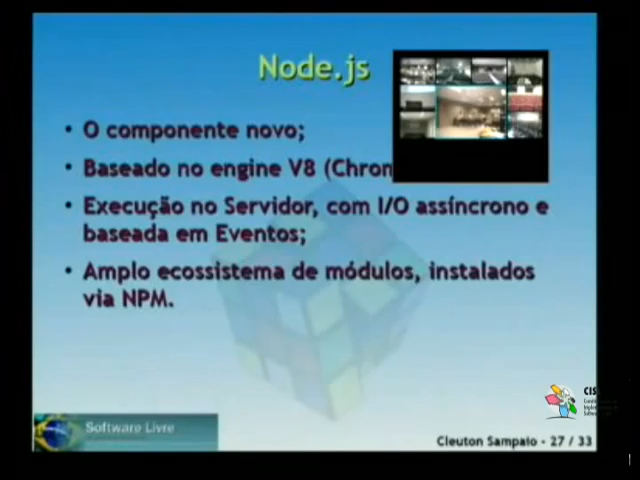 Node.js
• O componente novo;
• Baseado no engine V8 (Chrom
• Execução no Servidor, com I/O assíncrono e
baseada em Eventos;
• Amplo ecossistema de módulos, instalados
via NPM.
CIS
Software Livre
Cleuton Sampaio - 27 / 33